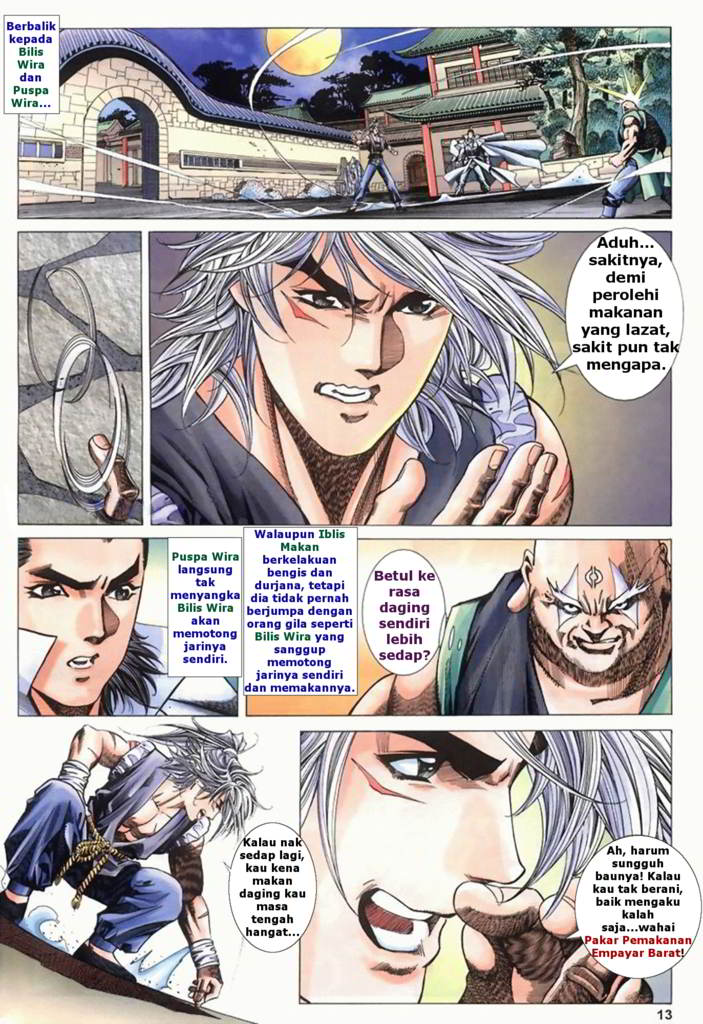 Berbalik
kepada
Bilis
Wira
dan
Puspa
Wira...
Aduh...
sakitnya,
demi
perolehi
makanan
yang lazat,
sakit pun tak
mengapa.
Puspa Wira
langsung
tak
menyangka
Bilis Wira
akan
memotong
jarinya
sendiri.
Walaupun Iblis
Makan
berkelakuan
bengis dan
durjana, tetapi
dia tidak pernah
berjumpa dengan
orang gila seperti
Bilis Wira yang
sanggup
memotong
jarinya sendiri
dan memakannya.
Betul ke
rasa
daging
sendiri
lebih
sedap?
Kalau nak
sedap lagi,
kau kena
makan
daging kau
masa
tengah
hangat...
Ah, harum
sungguh
baunya! Kalau
kau tak berani,
baik mengaku
kalah
saja...wahai
Pakar Pemakanan
Empayar Barat!
13